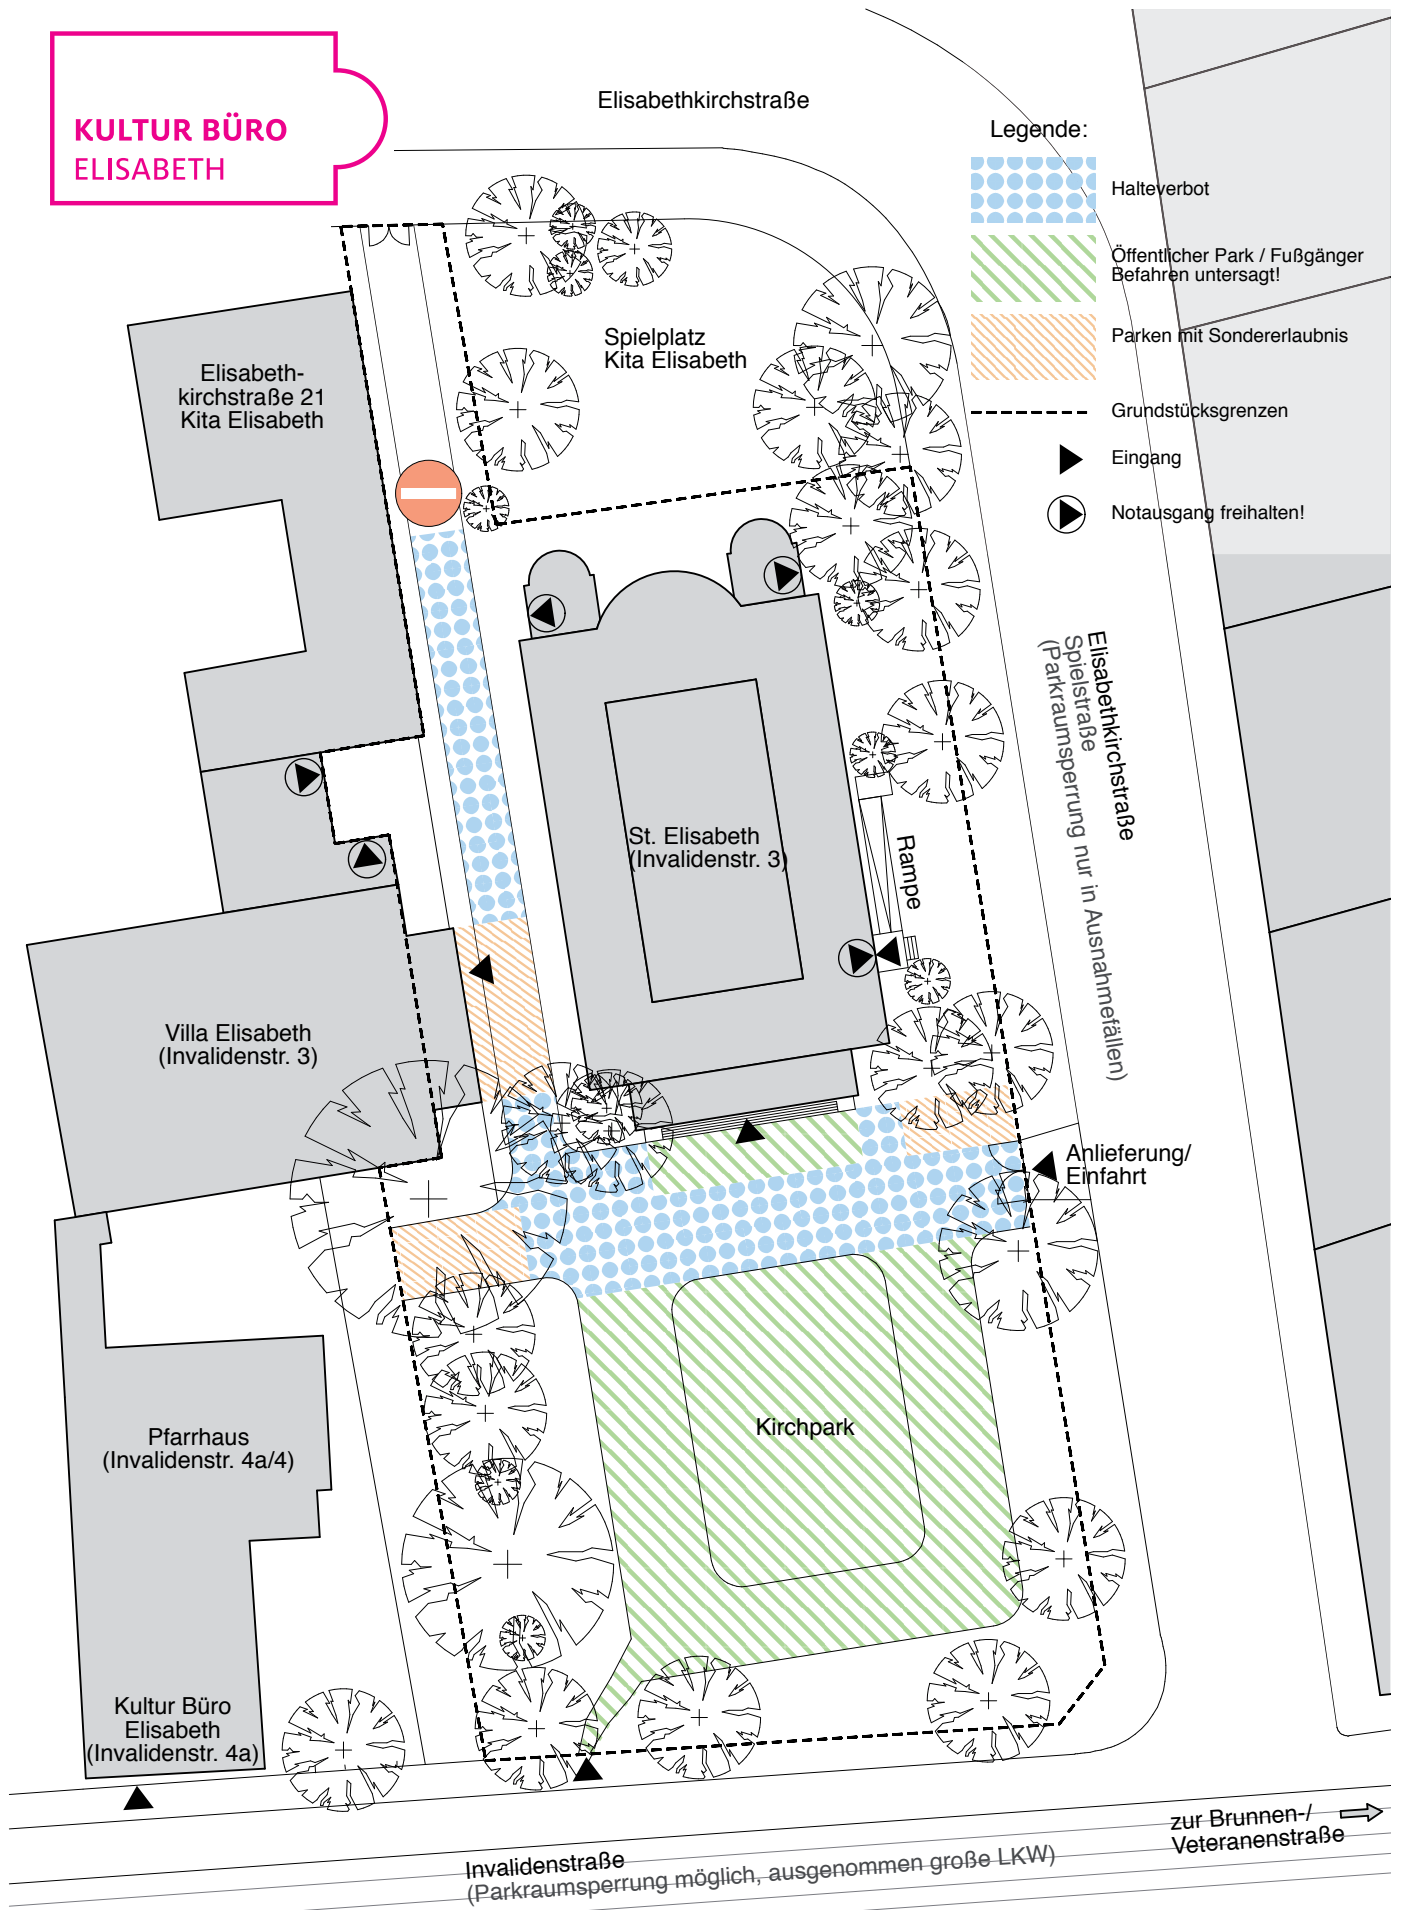 KULTUR BÜRO
ELISABETH
Elisabethkirchstraße
Legende:
Halteverbot
Öffentlicher Park / Fußgänger
Befahren untersagt!
Parken mit Sondererlaubnis
Grundstücksgrenzen
Eingang
Notausgang freihalten!
Spielplatz
Kita Elisabeth
Elisabeth-
kirchstraße 21
Kita Elisabeth
Elisabethkirchstraße
Spielstraße
(Parkraumsperrung nur in Ausnahmefällen)
St. Elisabeth
(Invalidenstr. 3)
Rampe
Villa Elisabeth
(Invalidenstr. 3)
Anlieferung/
Einfahrt
Kirchpark
Pfarrhaus
(Invalidenstr. 4a/4)
Kultur Büro
Elisabeth
(Invalidenstr. 4a)
zur Brunnen-/
Veteranenstraße
Invalidenstraße
(Parkraumsperrung möglich, ausgenommen große LKW)